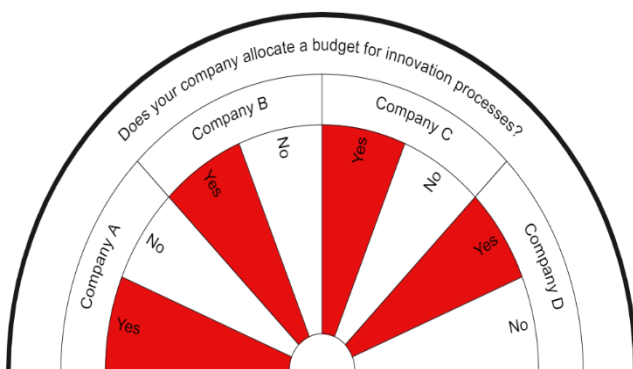 Does your company allocate a budget for innovation processes?
Company A
Company B
Company C
Company D
Yes
No
Yes
No
Yes
No
Yes
No